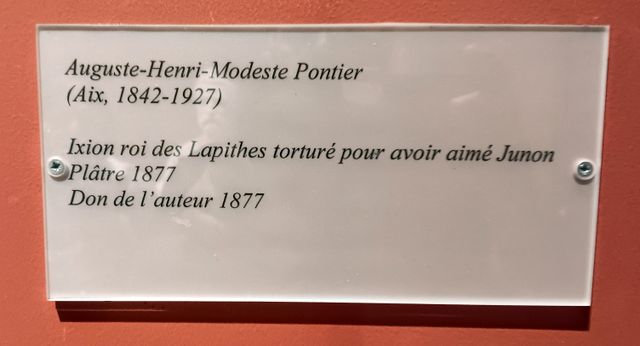 Auguste-Henri-Modeste Pontier
(Aix, 1842-1927)
Ixion roi des Lapithes torturé pour avoir aimé Junon
Plâtre 1877
Don de l'auteur 1877